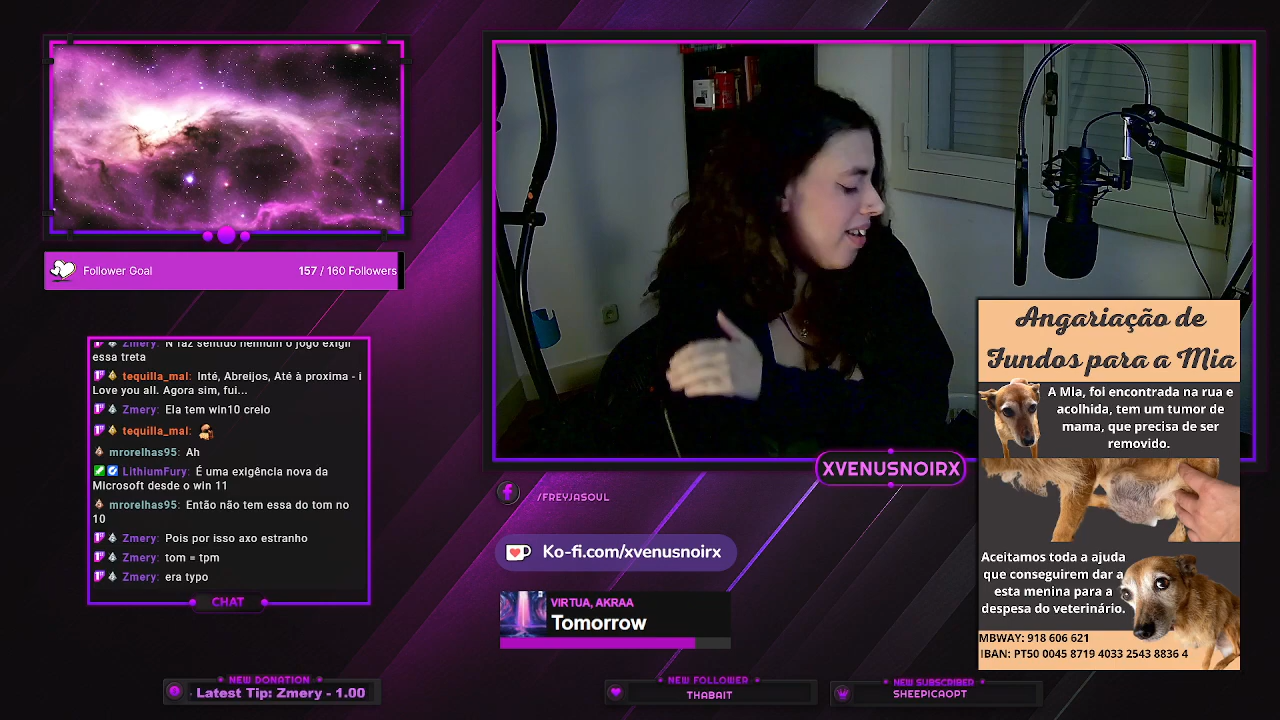 Follower Goal 157 / 160 Followers
Zmery: N faz sentido nenhum o jogo exigir
essa treta
tequilla_mal: Inté, Abreijos, Até à proxima - i
Love you all. Agora sim, fui...
Zmery: Ela tem win10 creio
tequilla_mal:
mrorelhas95: Ah
LithiumFury: É uma exigência nova da
Microsoft desde o win 11
mrorelhas95: Então não tem essa do tom no
10
Zmery: Pois por isso axo estranho
Zmery: tom = tpm
Zmery: era typo
CHAT
NEW DONATION
Latest Tip: Zmery - 1.00
XVENUSNOIRX
/FREYJASOUL
Ko-fi.com/xvenusnoirx
VIRTUA, AKRAA
Tomorrow
NEW FOLLOWER
THABAIT
NEW SUBSCRIBER
SHEEPICAOPT
Angariação de
Fundos para a Mia
A Mia, foi encontrada na rua e
acolhida, tem um tumor de
mama, que precisa de ser
removido.
Aceitamos toda a ajuda
que conseguirem dar a
esta menina para a
despesa do veterinário.
MBWAY: 918 606 621
IBAN: PT50 0045 8719 4033 2543 8836 4